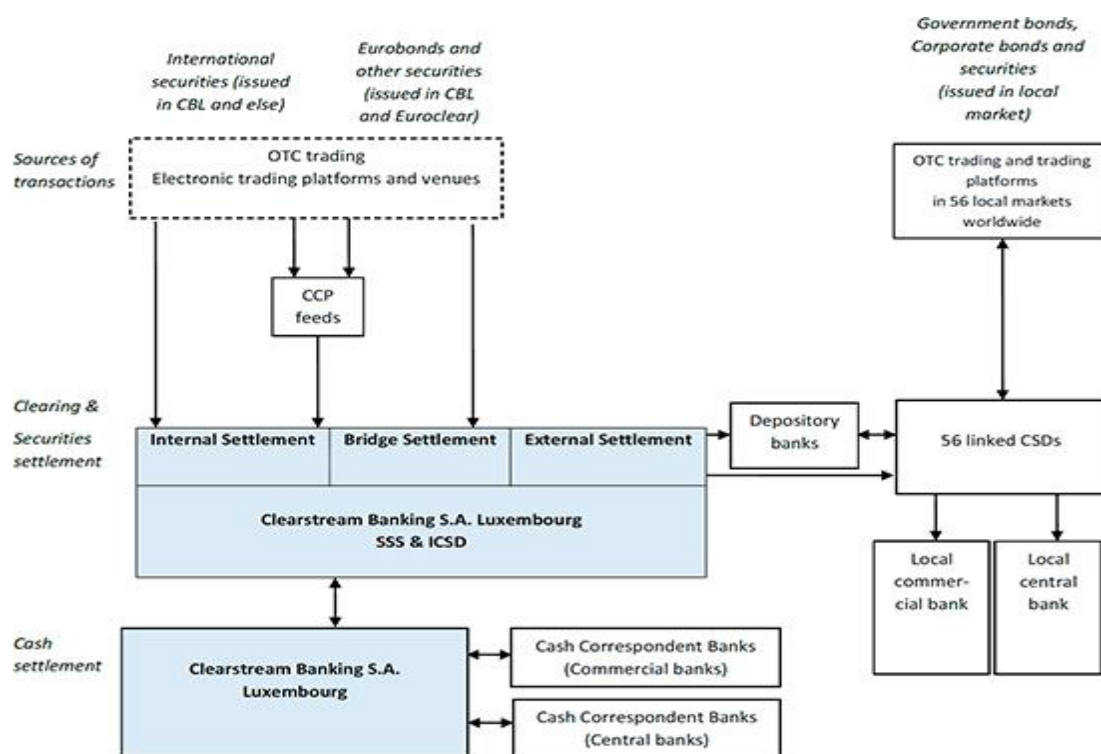 International
securities (issued
in CBL and else)
Eurobonds and
other securities
(issued in CBL
and Euroclear)
Government bonds,
Corporate bonds and
securities
(issued in local
market)
Sources of
transactions
OTC trading
Electronic trading platforms and venues
OTC trading and trading
platforms
in 56 local markets
worldwide
CCP
feeds
Clearing &
Securities
settlement
Internal Settlement
Bridge Settlement
External Settlement
Clearstream Banking S.A. Luxembourg
SSS & ICSD
Depository
banks
56 linked CSDs
Local
commer-
cial bank
Local
central
bank
Cash
settlement
Clearstream Banking S.A.
Luxembourg
Cash Correspondent Banks
(Commercial banks)
Cash Correspondent Banks
(Central banks)